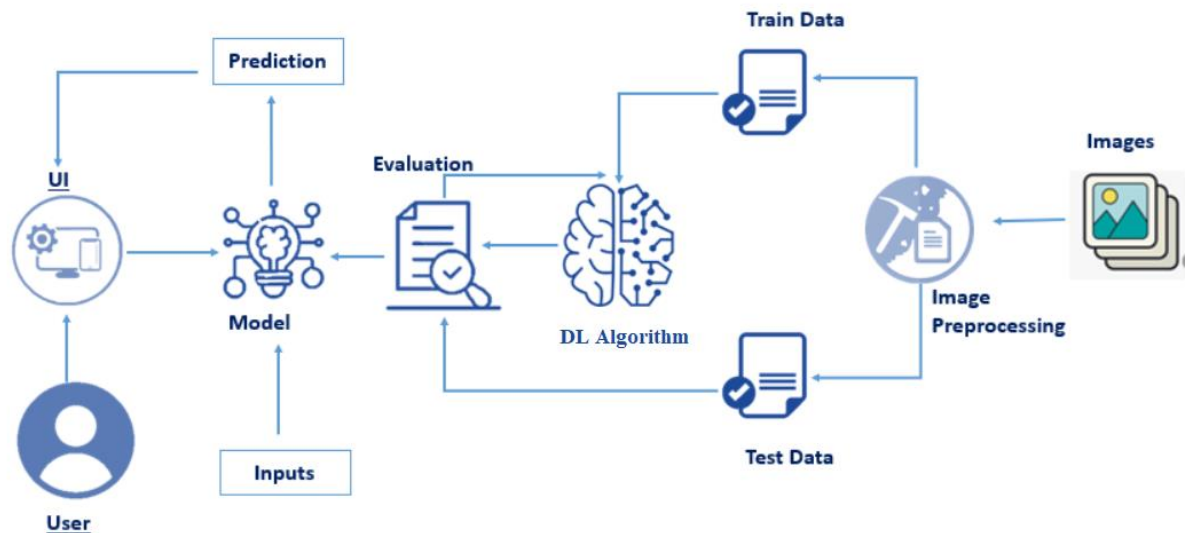 Train Data
Prediction
Images
Evaluation
UI
Image
Preprocessing
Model
DL Algorithm
Test Data
Inputs
User